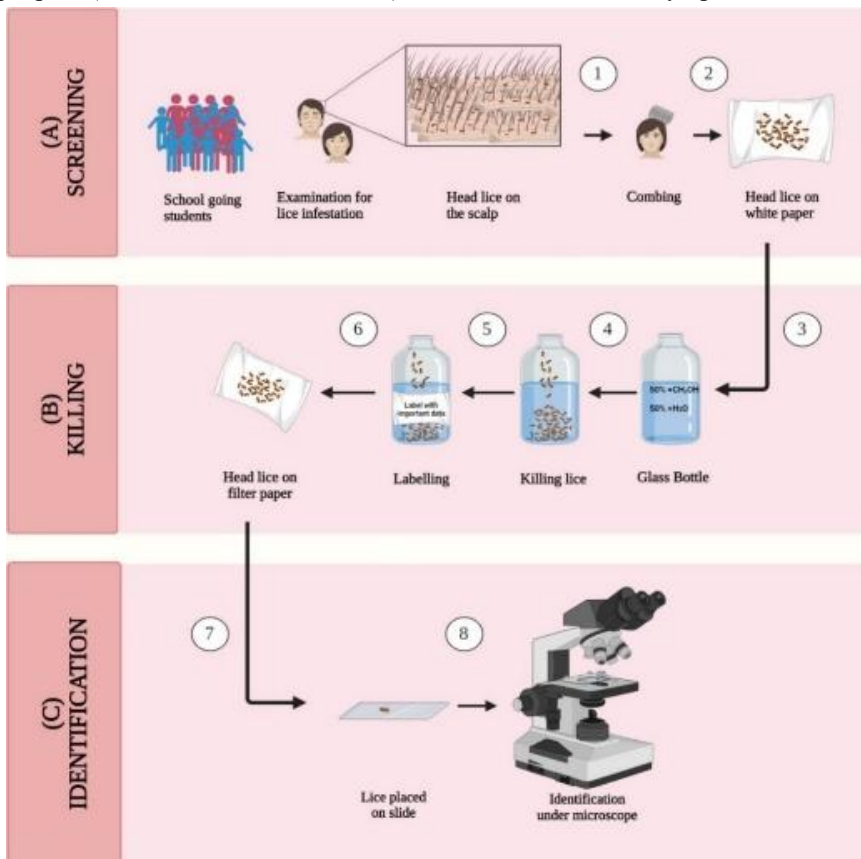 (A)
SCREENING
1
2
School going
students
Examination for
lice infestation
Head lice on
the scalp
Combing
Head lice on
white paper
(B)
KILLING
6
5
4
3
Label with
important data
50% =CH₃OH
50% =H₂O
Head lice on
filter paper
Labelling
Killing lice
Glass Bottle
(C)
IDENTIFICATION
7
8
Lice placed
on slide
Identification
under microscope